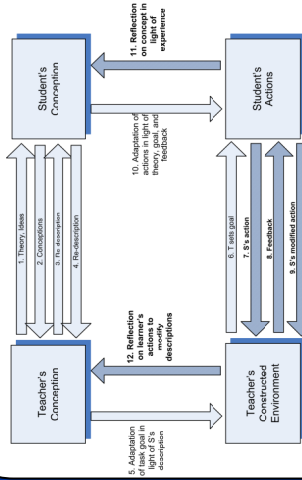 Teacher's
Conception
1. Theory, Ideas
2. Conceptions
3. Re description
4. Re-description
Student's
Conception
5. Adaptation
of task goal in
light of S's
description
12. Reflection
on learner's
actions to
modify
descriptions
10. Adaptation of
actions in light of
theory, goal, and
feedback
11. Reflection
on concept in
light of
experience
Teacher's
Constructed
Environment
6. T sets goal
7. S's action
8. Feedback
9. S's modified action
Student's
Actions